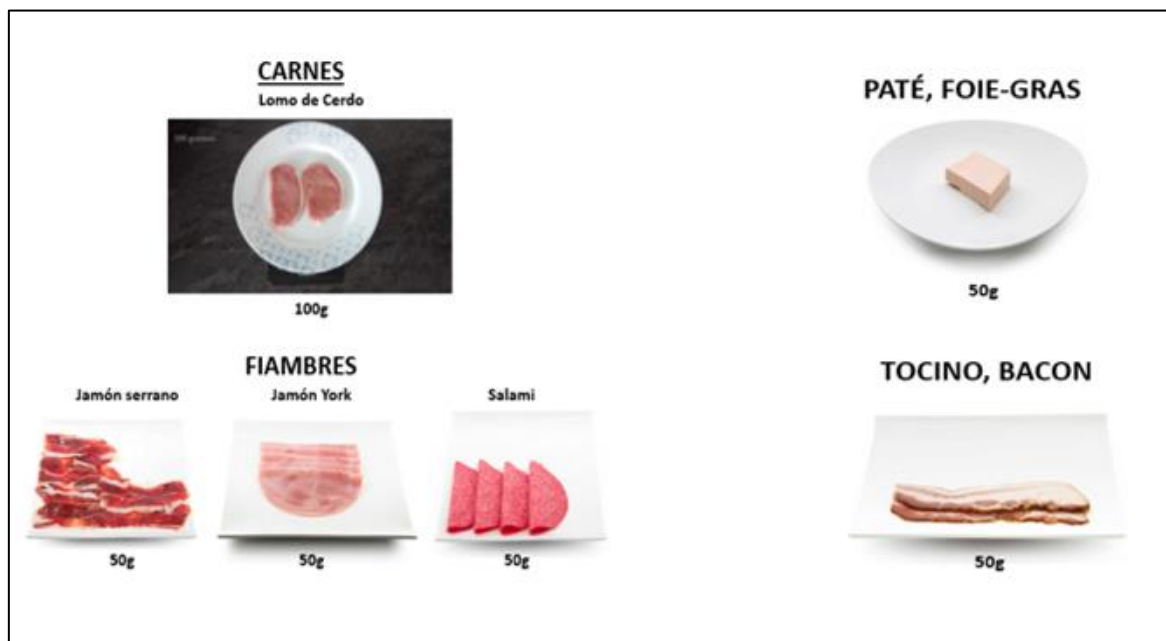 CARNES
Lomo de Cerdo
100g
PATÉ, FOIE-GRAS
50g
FIAMBRES
Jamón serrano
Jamón York
Salami
50g
50g
50g
TOCINO, BACON
50g